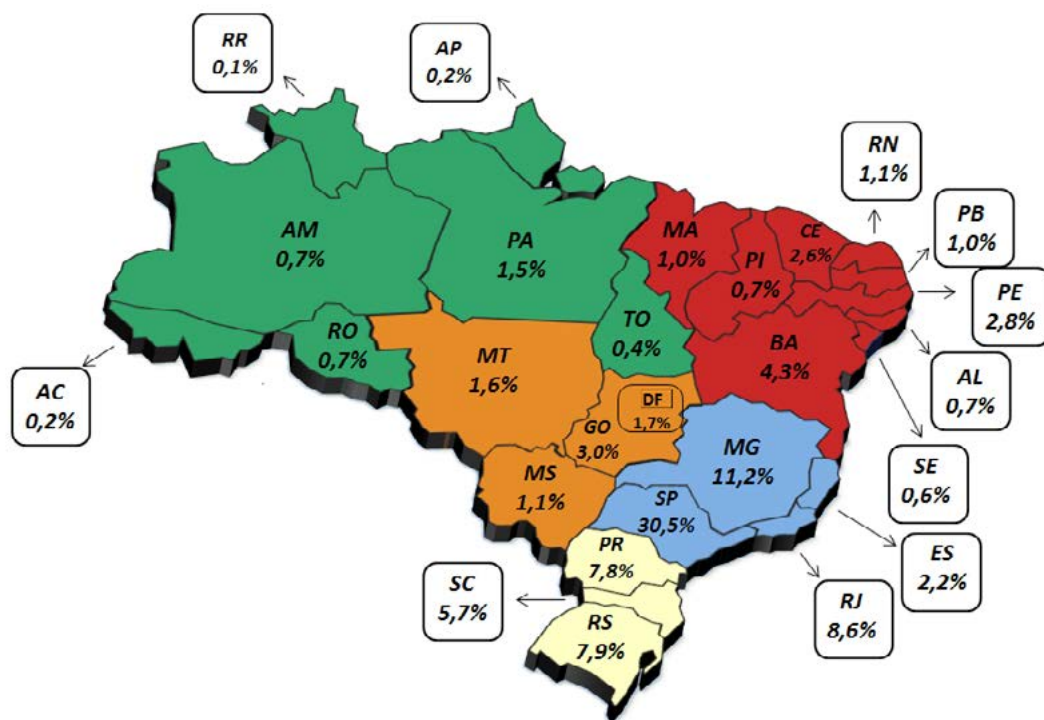 RR
0,1%
AP
0,2%
RN
1,1%
PB
1,0%
PE
2,8%
AM
0,7%
PA
1,5%
MA
1,0%
PI
0,7%
CE
2,6%
RO
0,7%
MT
1,6%
TO
0,4%
BA
4,3%
AC
0,2%
AL
0,7%
DF
1,7%
GO
3,0%
MG
11,2%
SE
0,6%
MS
1,1%
SP
30,5%
ES
2,2%
PR
7,8%
SC
5,7%
RJ
8,6%
RS
7,9%